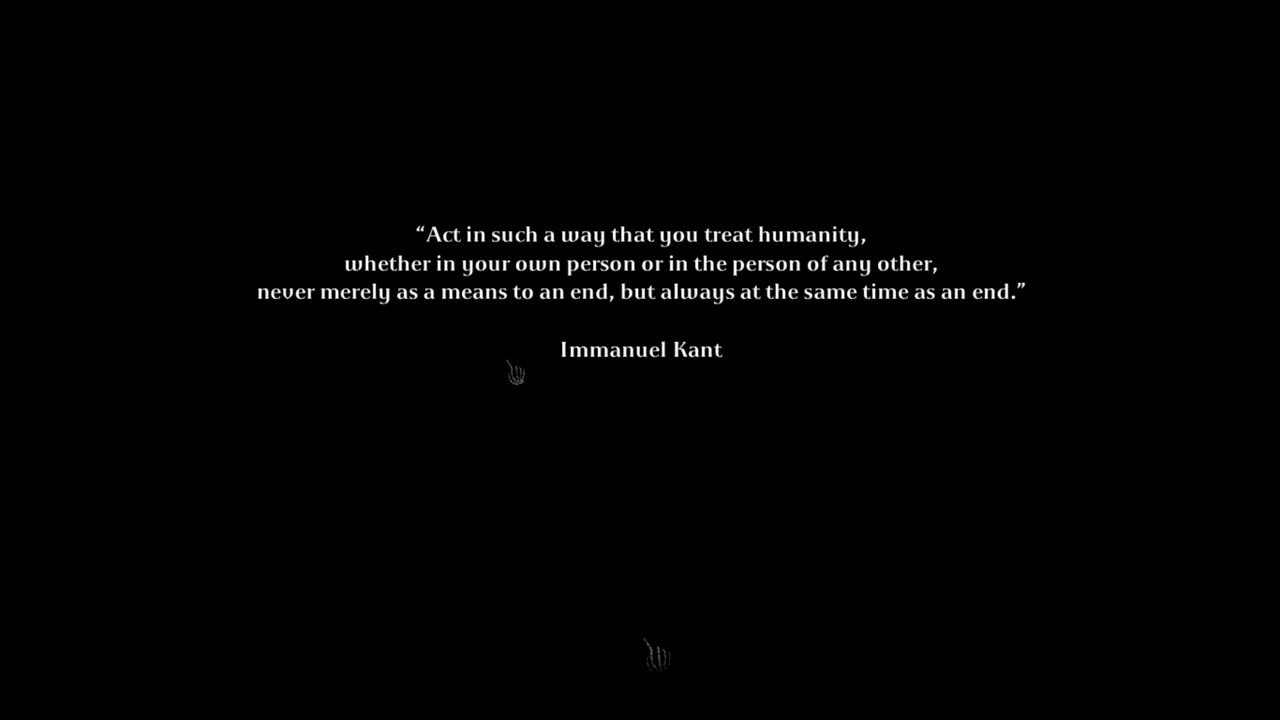 “Act in such a way that you treat humanity,
whether in your own person or in the person of any other,
never merely as a means to an end, but always at the same time as an end.”
Immanuel Kant